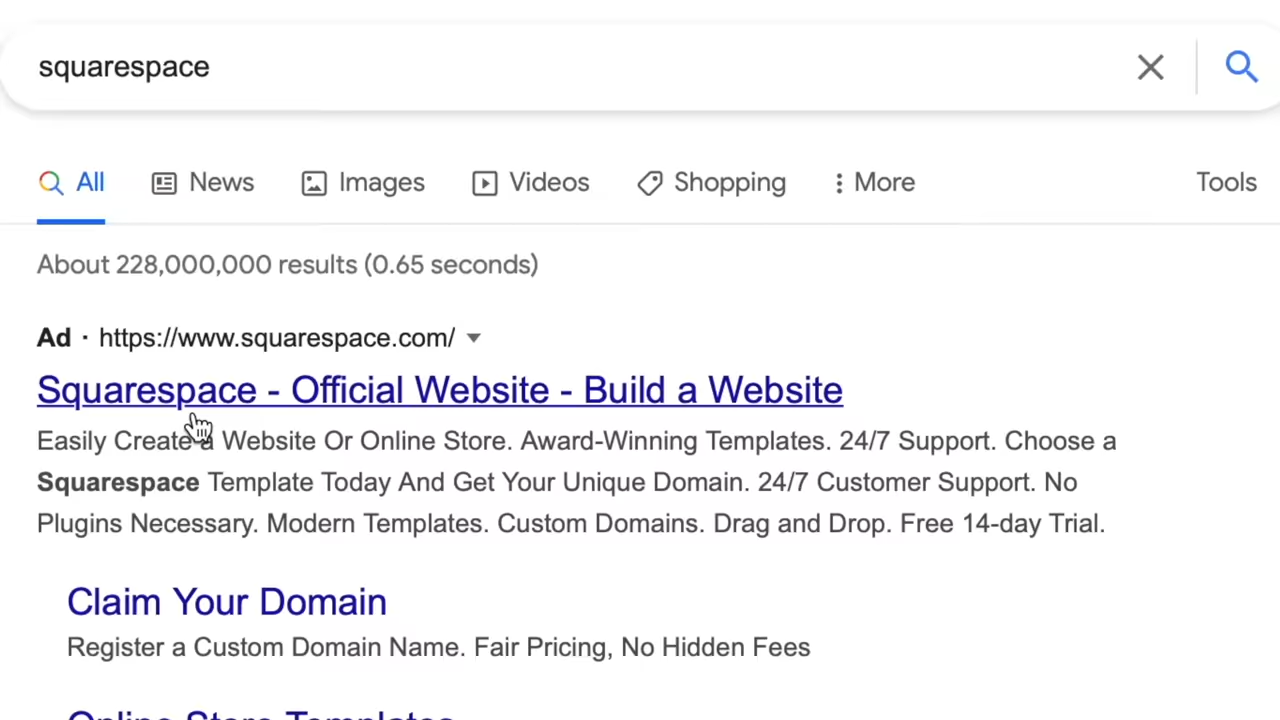 squarespace
All News Images Videos Shopping More Tools
About 228,000,000 results (0.65 seconds)
Ad · https://www.squarespace.com/
Squarespace - Official Website - Build a Website
Easily Create a Website Or Online Store. Award-Winning Templates. 24/7 Support. Choose a
Squarespace Template Today And Get Your Unique Domain. 24/7 Customer Support. No
Plugins Necessary. Modern Templates. Custom Domains. Drag and Drop. Free 14-day Trial.
Claim Your Domain
Register a Custom Domain Name. Fair Pricing, No Hidden Fees
Online Store Templates